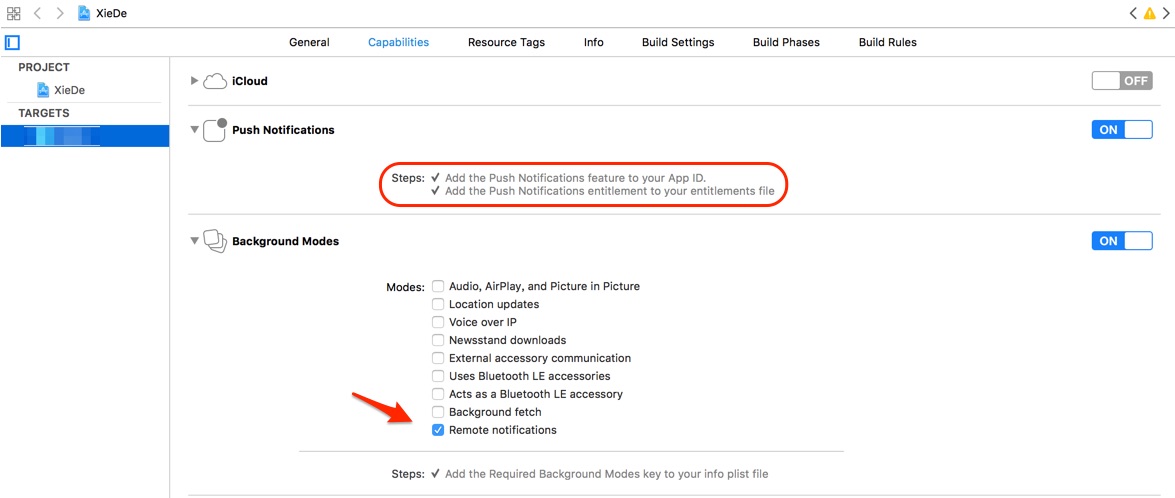 XieDe
General Capabilities Resource Tags Info Build Settings Build Phases Build Rules
PROJECT
XieDe
TARGETS
iCloud OFF
Push Notifications ON
Steps: ✓ Add the Push Notifications feature to your App ID.
✓ Add the Push Notifications entitlement to your entitlements file
Background Modes ON
Modes: Audio, AirPlay, and Picture in Picture
Location updates
Voice over IP
Newsstand downloads
External accessory communication
Uses Bluetooth LE accessories
Acts as a Bluetooth LE accessory
Background fetch
Remote notifications
Steps: ✓ Add the Required Background Modes key to your info plist file